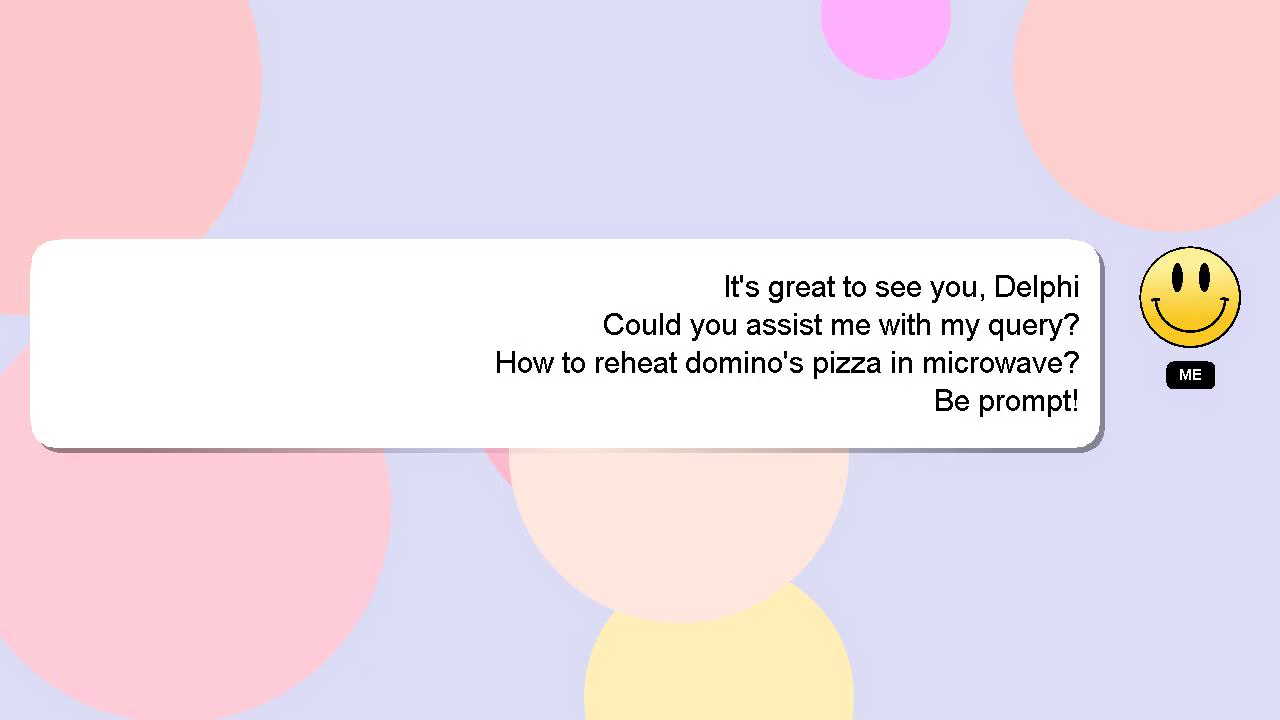 It's great to see you, Delphi
Could you assist me with my query?
How to reheat domino's pizza in microwave?
Be prompt!
ME